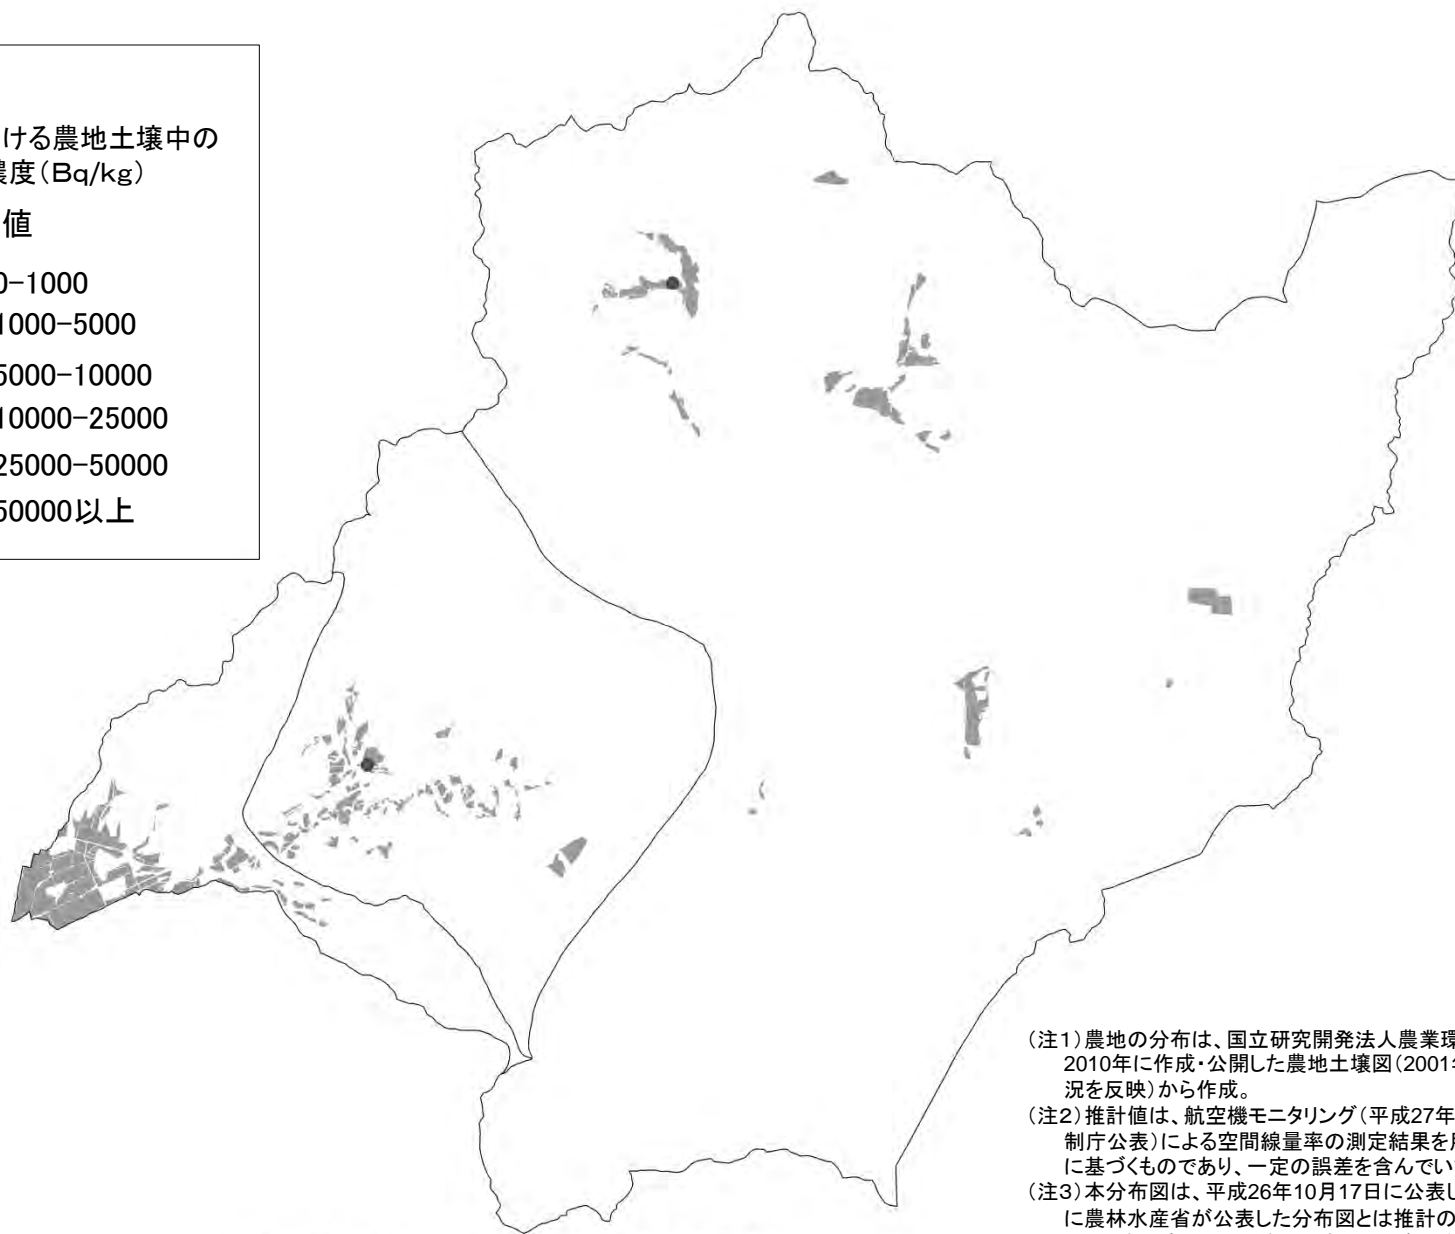 ける農地土壌中の
農度（Bq/kg）
値
0−1000
1000−5000
5000−10000
10000−25000
25000−50000
50000以上
（注1）農地の分布は、国立研究開発法人農業環
2010年に作成・公開した農地土壌図（2001年
況を反映）から作成。
（注2）推計値は、航空機モニタリング（平成27年
制庁公表）による空間線量率の測定結果を用
に基づくものであり、一定の誤差を含んでい
（注3）本分布図は、平成26年10月17日に公表し
に農林水産省が公表した分布図とは推計の